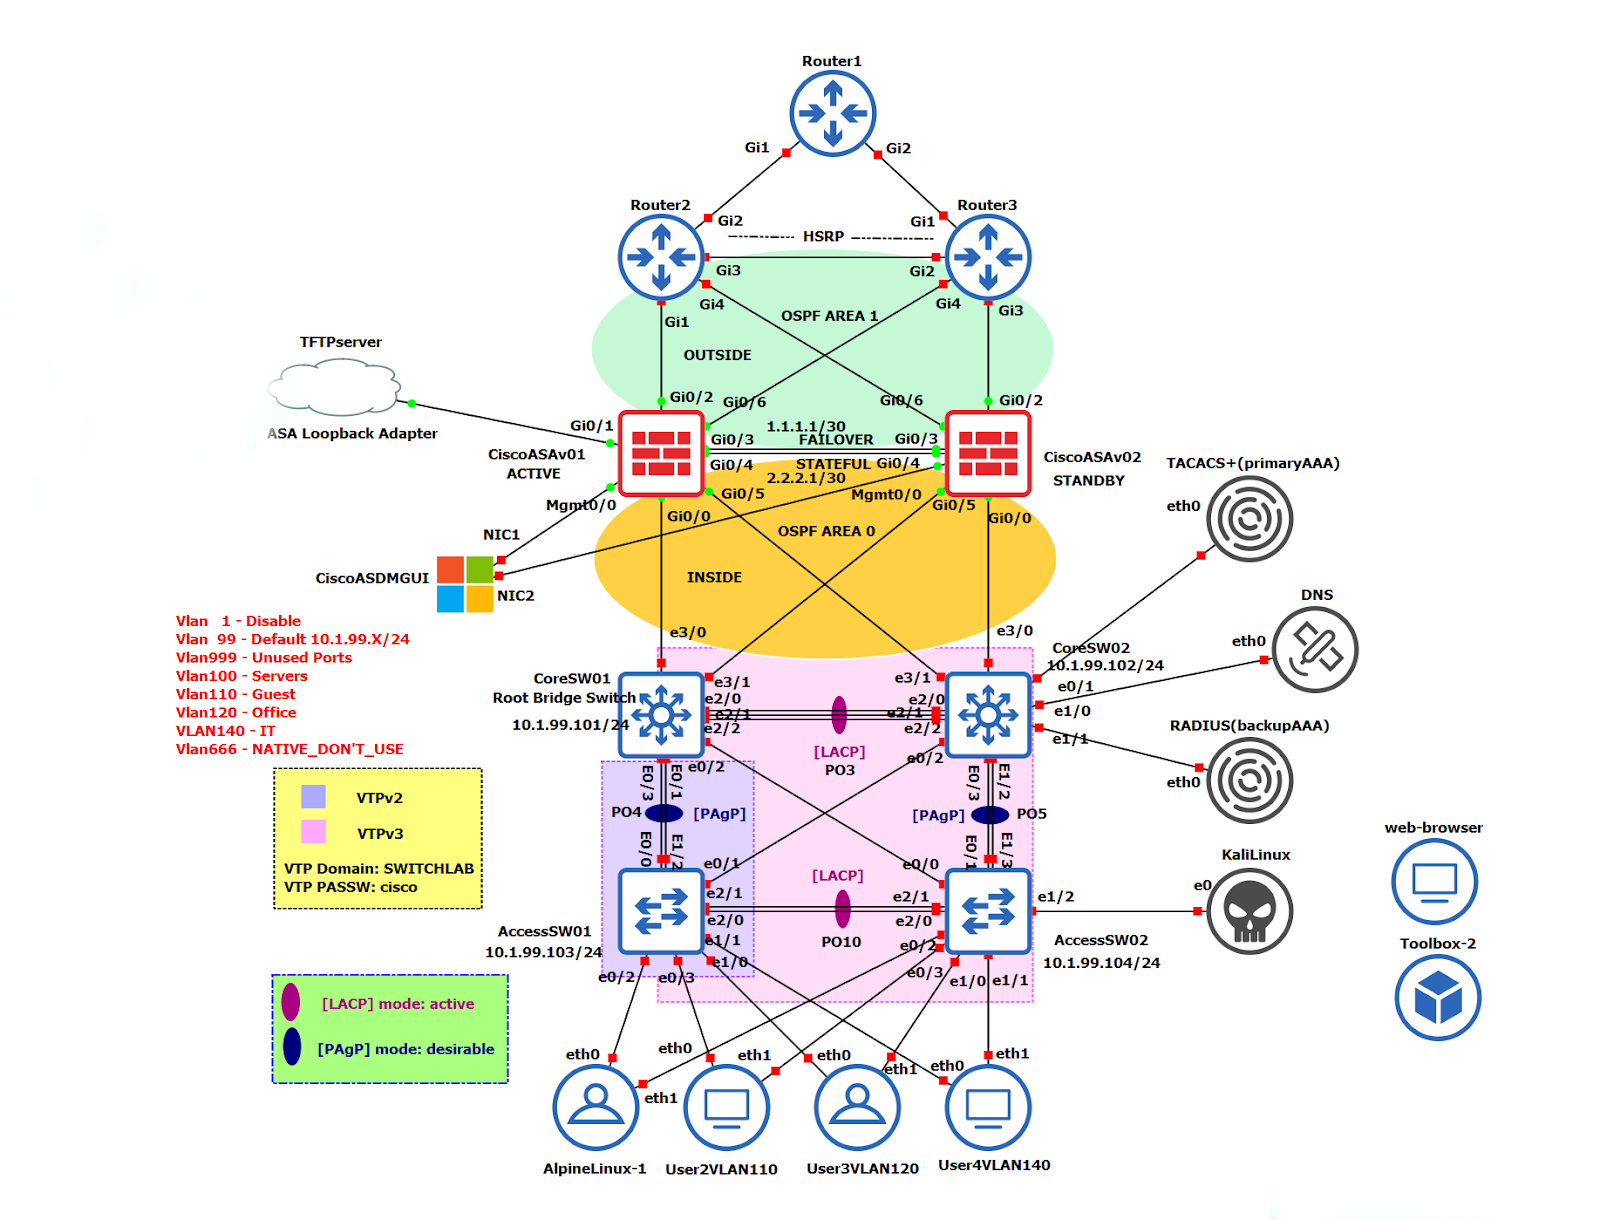 Router1
Gi1
Gi2
Router2
Router3
Gi2
Gi1
HSRP
Gi3
Gi2
Gi4
Gi4
Gi1
Gi3
OSPF AREA 1
OUTSIDE
TFTPserver
ASA Loopback Adapter
Gi0/2
Gi0/6
Gi0/6
Gi0/2
Gi0/1
1.1.1.1/30
Gi0/3
FAILOVER
Gi0/3
CiscoASAv01
ACTIVE
CiscoASAv02
STANDBY
Gi0/4
STATEFUL
Gi0/4
2.2.2.1/30
Mgmt0/0
Gi0/5
Mgmt0/0
Gi0/5
Gi0/0
Gi0/0
OSPF AREA 0
INSIDE
TACACS+(primaryAAA)
eth0
NIC1
CiscoASDMGUI
NIC2
DNS
eth0
Vlan 1 - Disable
Vlan 99 - Default 10.1.99.X/24
Vlan999 - Unused Ports
Vlan100 - Servers
Vlan110 - Guest
Vlan120 - Office
VLAN140 - IT
Vlan666 - NATIVE_DON'T_USE
e3/0
e3/0
CoreSW01
Root Bridge Switch
10.1.99.101/24
CoreSW02
10.1.99.102/24
e3/1
e3/1
e2/0
e2/0
e2/1
e2/1
e2/2
e2/2
e0/1
e1/0
e1/1
[LACP]
PO3
e0/2
e0/2
RADIUS(backupAAA)
eth0
VTPv2
VTPv3
VTP Domain: SWITCHLAB
VTP PASSW: cisco
E0/3
E0/1
PO4
[PAgP]
E0/0
E1/2
E0/3
E1/2
[PAgP]
PO5
E0/1
E1/3
e0/1
e0/0
[LACP]
e2/1
e2/1
e2/0
e2/0
PO10
AccessSW01
10.1.99.103/24
AccessSW02
10.1.99.104/24
e1/2
e0
KaliLinux
web-browser
Toolbox-2
e1/1
e1/0
e0/2
e0/3
e0/2
e0/3
e1/0
e1/1
[LACP] mode: active
[PAgP] mode: desirable
eth0
eth1
eth0
eth1
eth0
eth1
eth0
eth1
AlpineLinux-1
User2VLAN110
User3VLAN120
User4VLAN140